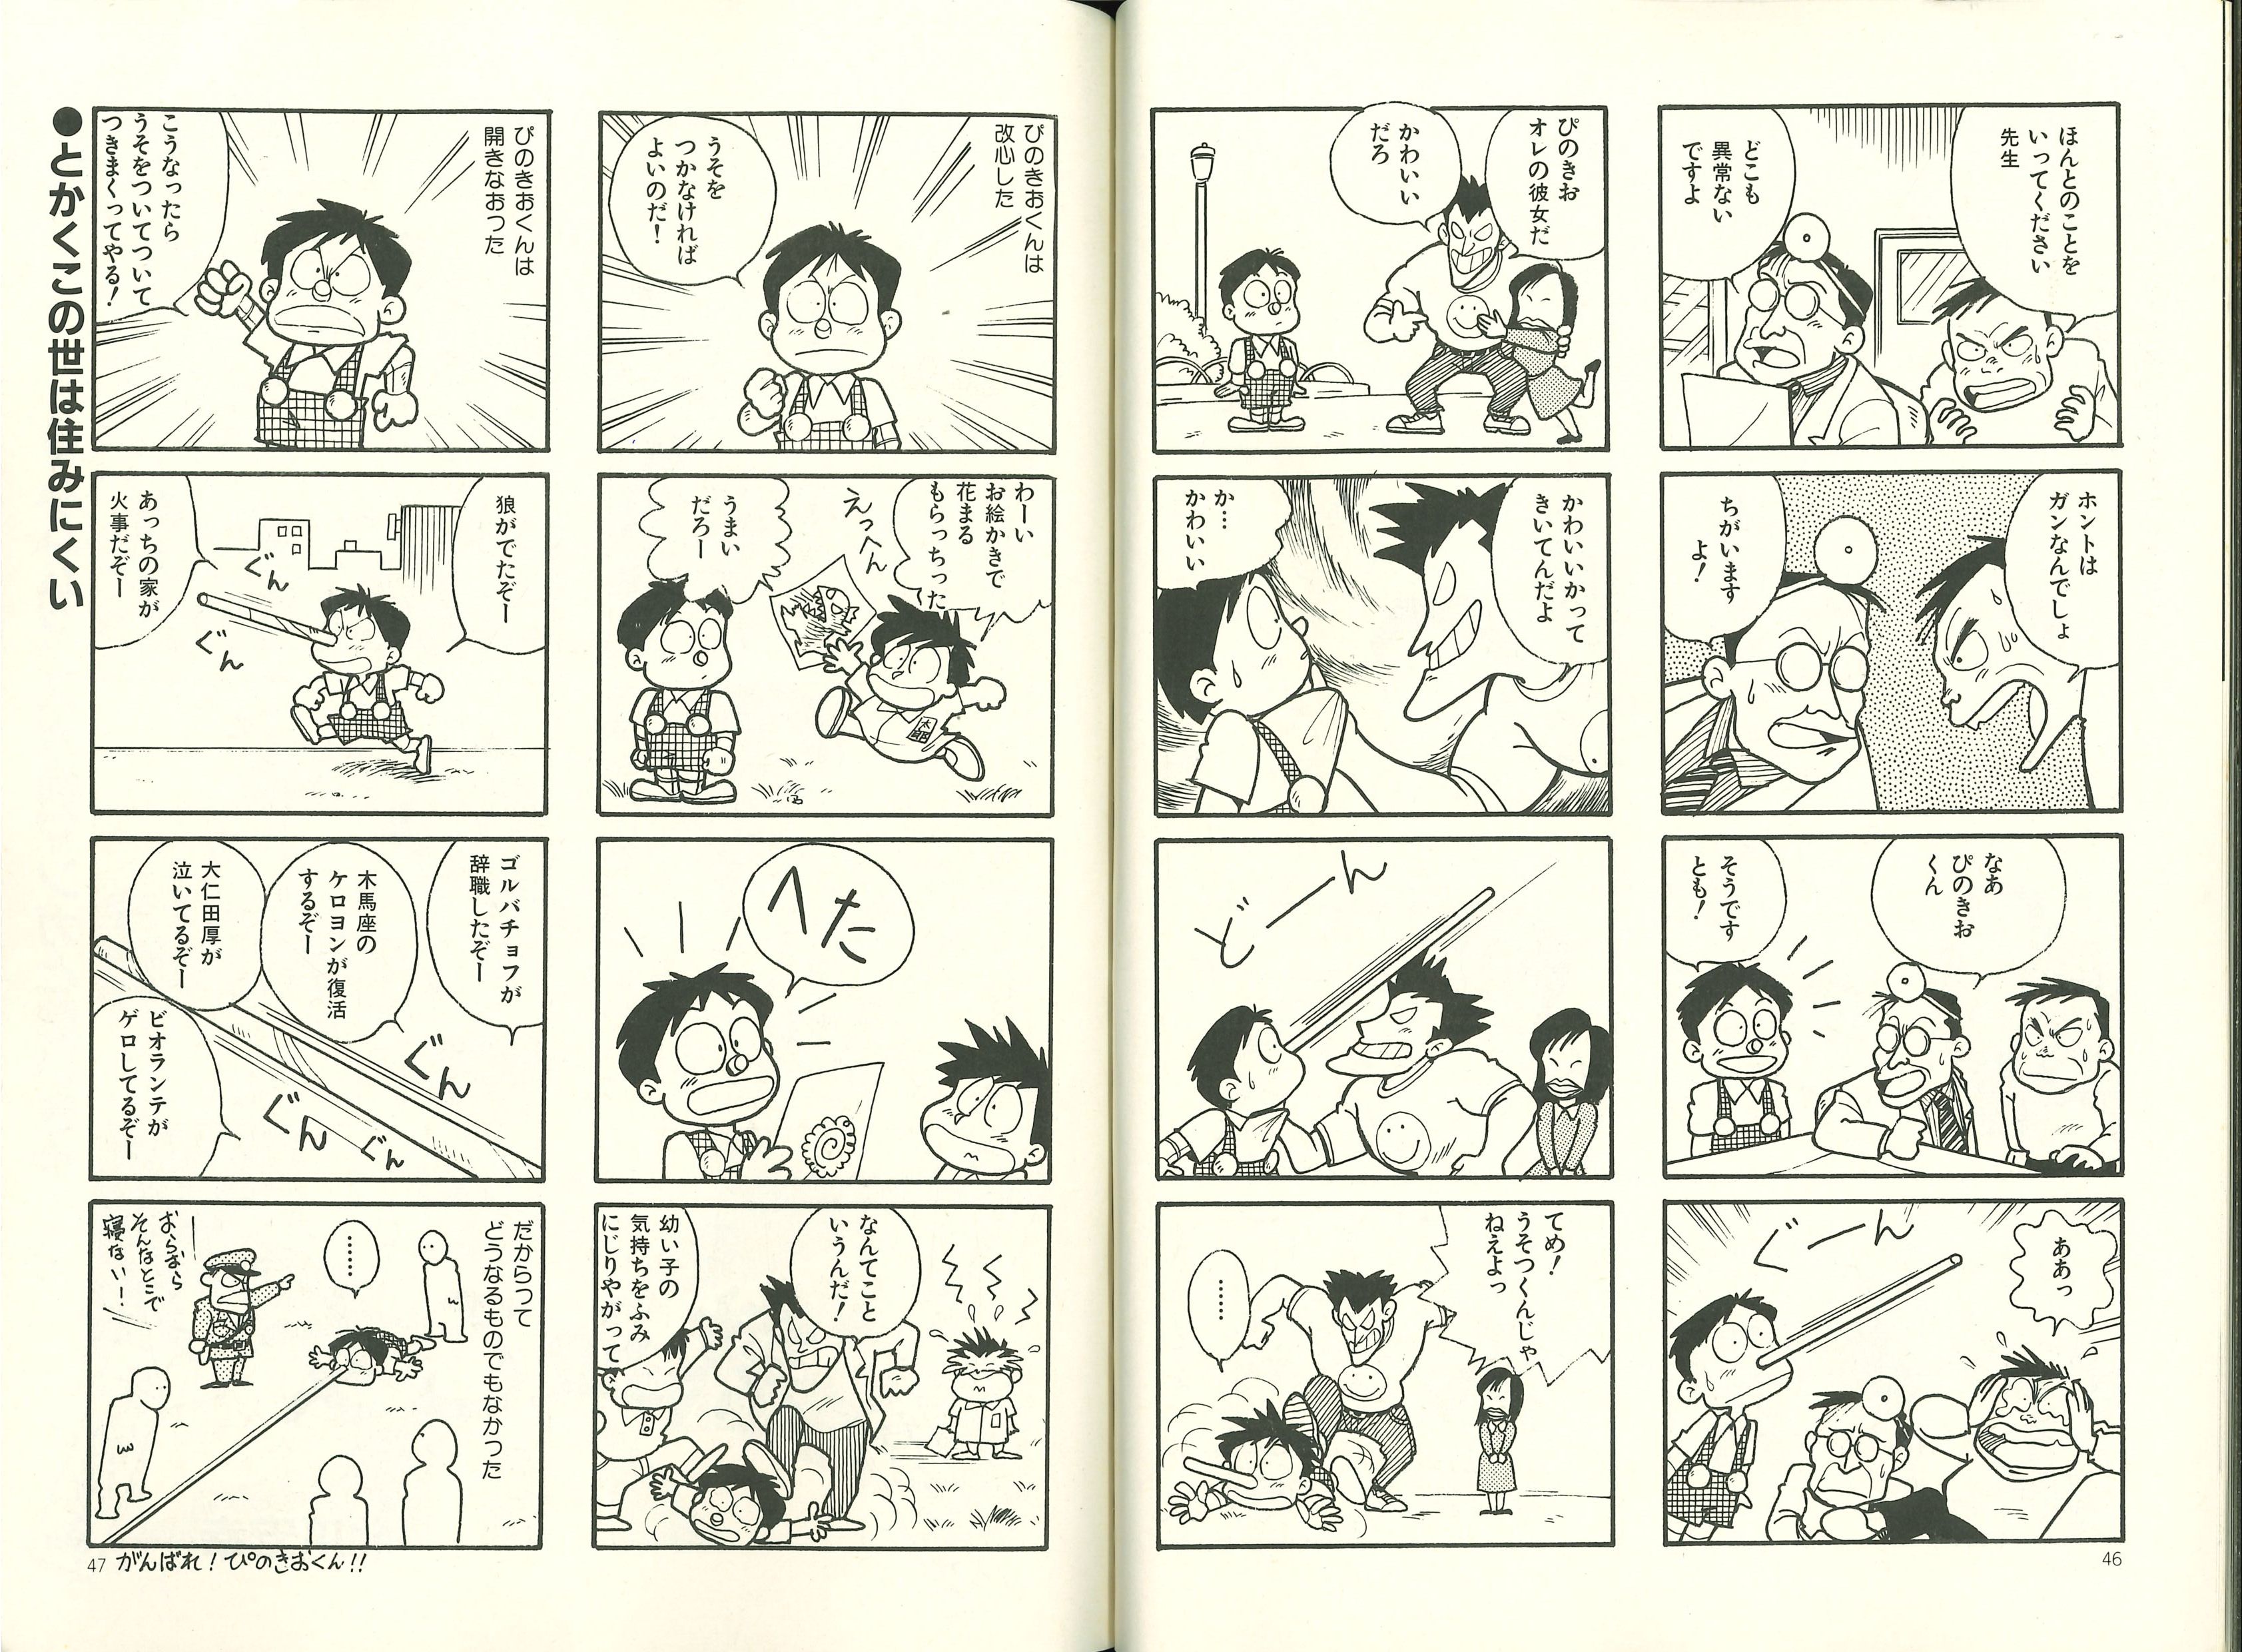 ほんとのことを
いってください
先生
どこも
異常ない
ですよ
ホントは
ガンなんでしょ
ちがいます
よ！
なあ
ぴのきお
くん
そうです
とも！
ああっ
ぐーん
46
ぴのきお
オレの彼女だ
かわいい
だろ
かわいいかって
きいてんだよ
か…
かわいい
どーん
てめ！
うそつくんじゃ
ねえよっ
……
ぴのきおくんは
改心した
うそを
つかなければ
よいのだ！
わーい
お絵かきで
花まる
もらっちった
えっへん
うまい
だろー
へた
なんてこと
いうんだ！
幼い子の
気持ちをふみ
にじりやがって
ぴのきおくんは
開きなおった
こうなったら
うそをついてついて
つきまくってやる！
狼がでたぞー
ぐん
ぐん
あっちの家が
火事だぞー
ゴルバチョフが
辞職したぞー
木馬座の
ケロヨンが復活
するぞー
大仁田厚が
泣いてるぞー
ビオランテが
ゲロしてるぞー
ぐん
ぐん
ぐん
だからって
どうなるものでもなかった
……
おらおら
そんなとこで
寝ない！
●とかくこの世は住みにくい
47 がんばれ！ぴのきおくん!!